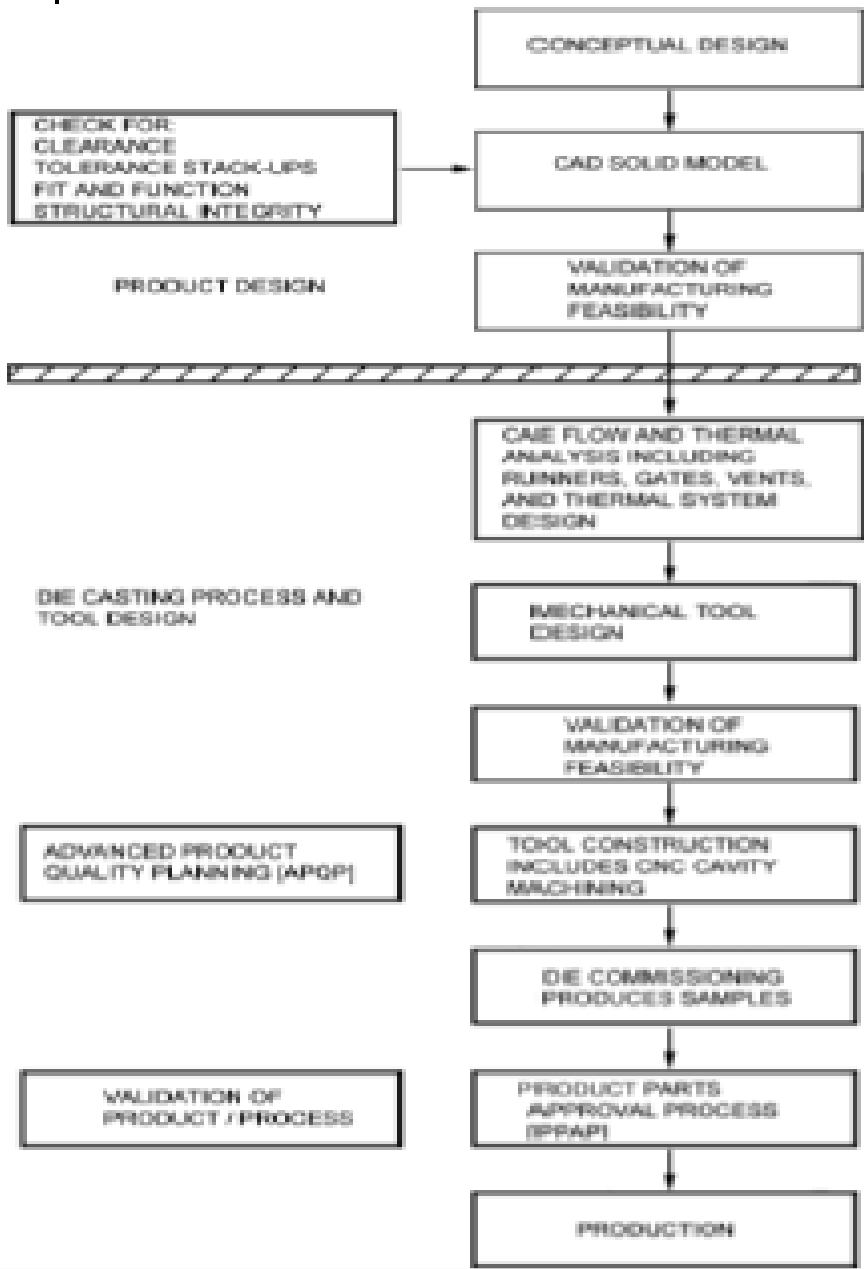 CONCEPTUAL DESIGN
CHECK FOR:
CLEARANCE
TOLERANCE STACK-UPS
FIT AND FUNCTION
STRUCTURAL INTEGRITY
CAD SOLID MODEL
PRODUCT DESIGN
VALIDATION OF
MANUFACTURING
FEASIBILITY
CAE FLOW AND THERMAL
ANALYSIS INCLUDING
RUNNERS, GATES, VENTS,
AND THERMAL SYSTEM
DESIGN
DIE CASTING PROCESS AND
TOOL DESIGN
MECHANICAL TOOL
DESIGN
VALIDATION OF
MANUFACTURING
FEASIBILITY
ADVANCED PRODUCT
QUALITY PLANNING [APQP]
TOOL CONSTRUCTION
INCLUDES CNC CAVITY
MACHINING
DIE COMMISSIONING
PRODUCES SAMPLES
VALIDATION OF
PRODUCT / PROCESS
PRODUCT PARTS
APPROVAL PROCESS
[PPAP]
PRODUCTION